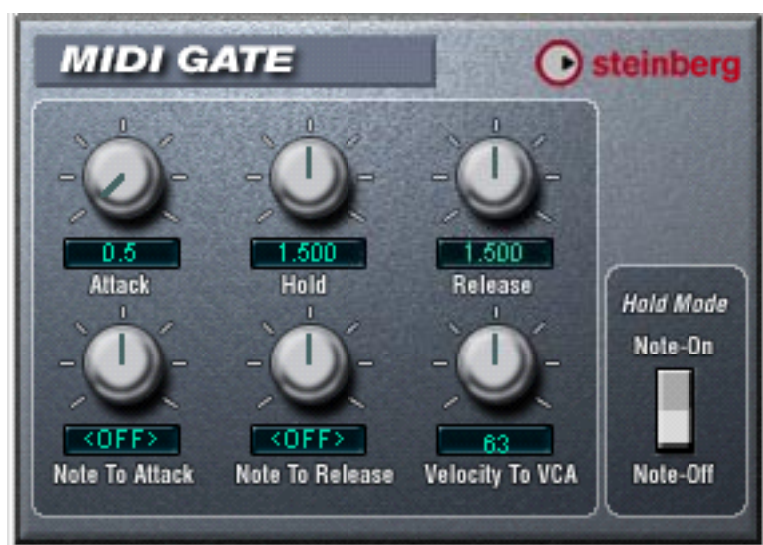 MIDI GATE
steinberg
0.5
1.500
1.500
Attack
Hold
Release
<OFF>
<OFF>
63
Note To Attack
Note To Release
Velocity To VCA
Hold Mode
Note-On
Note-Off